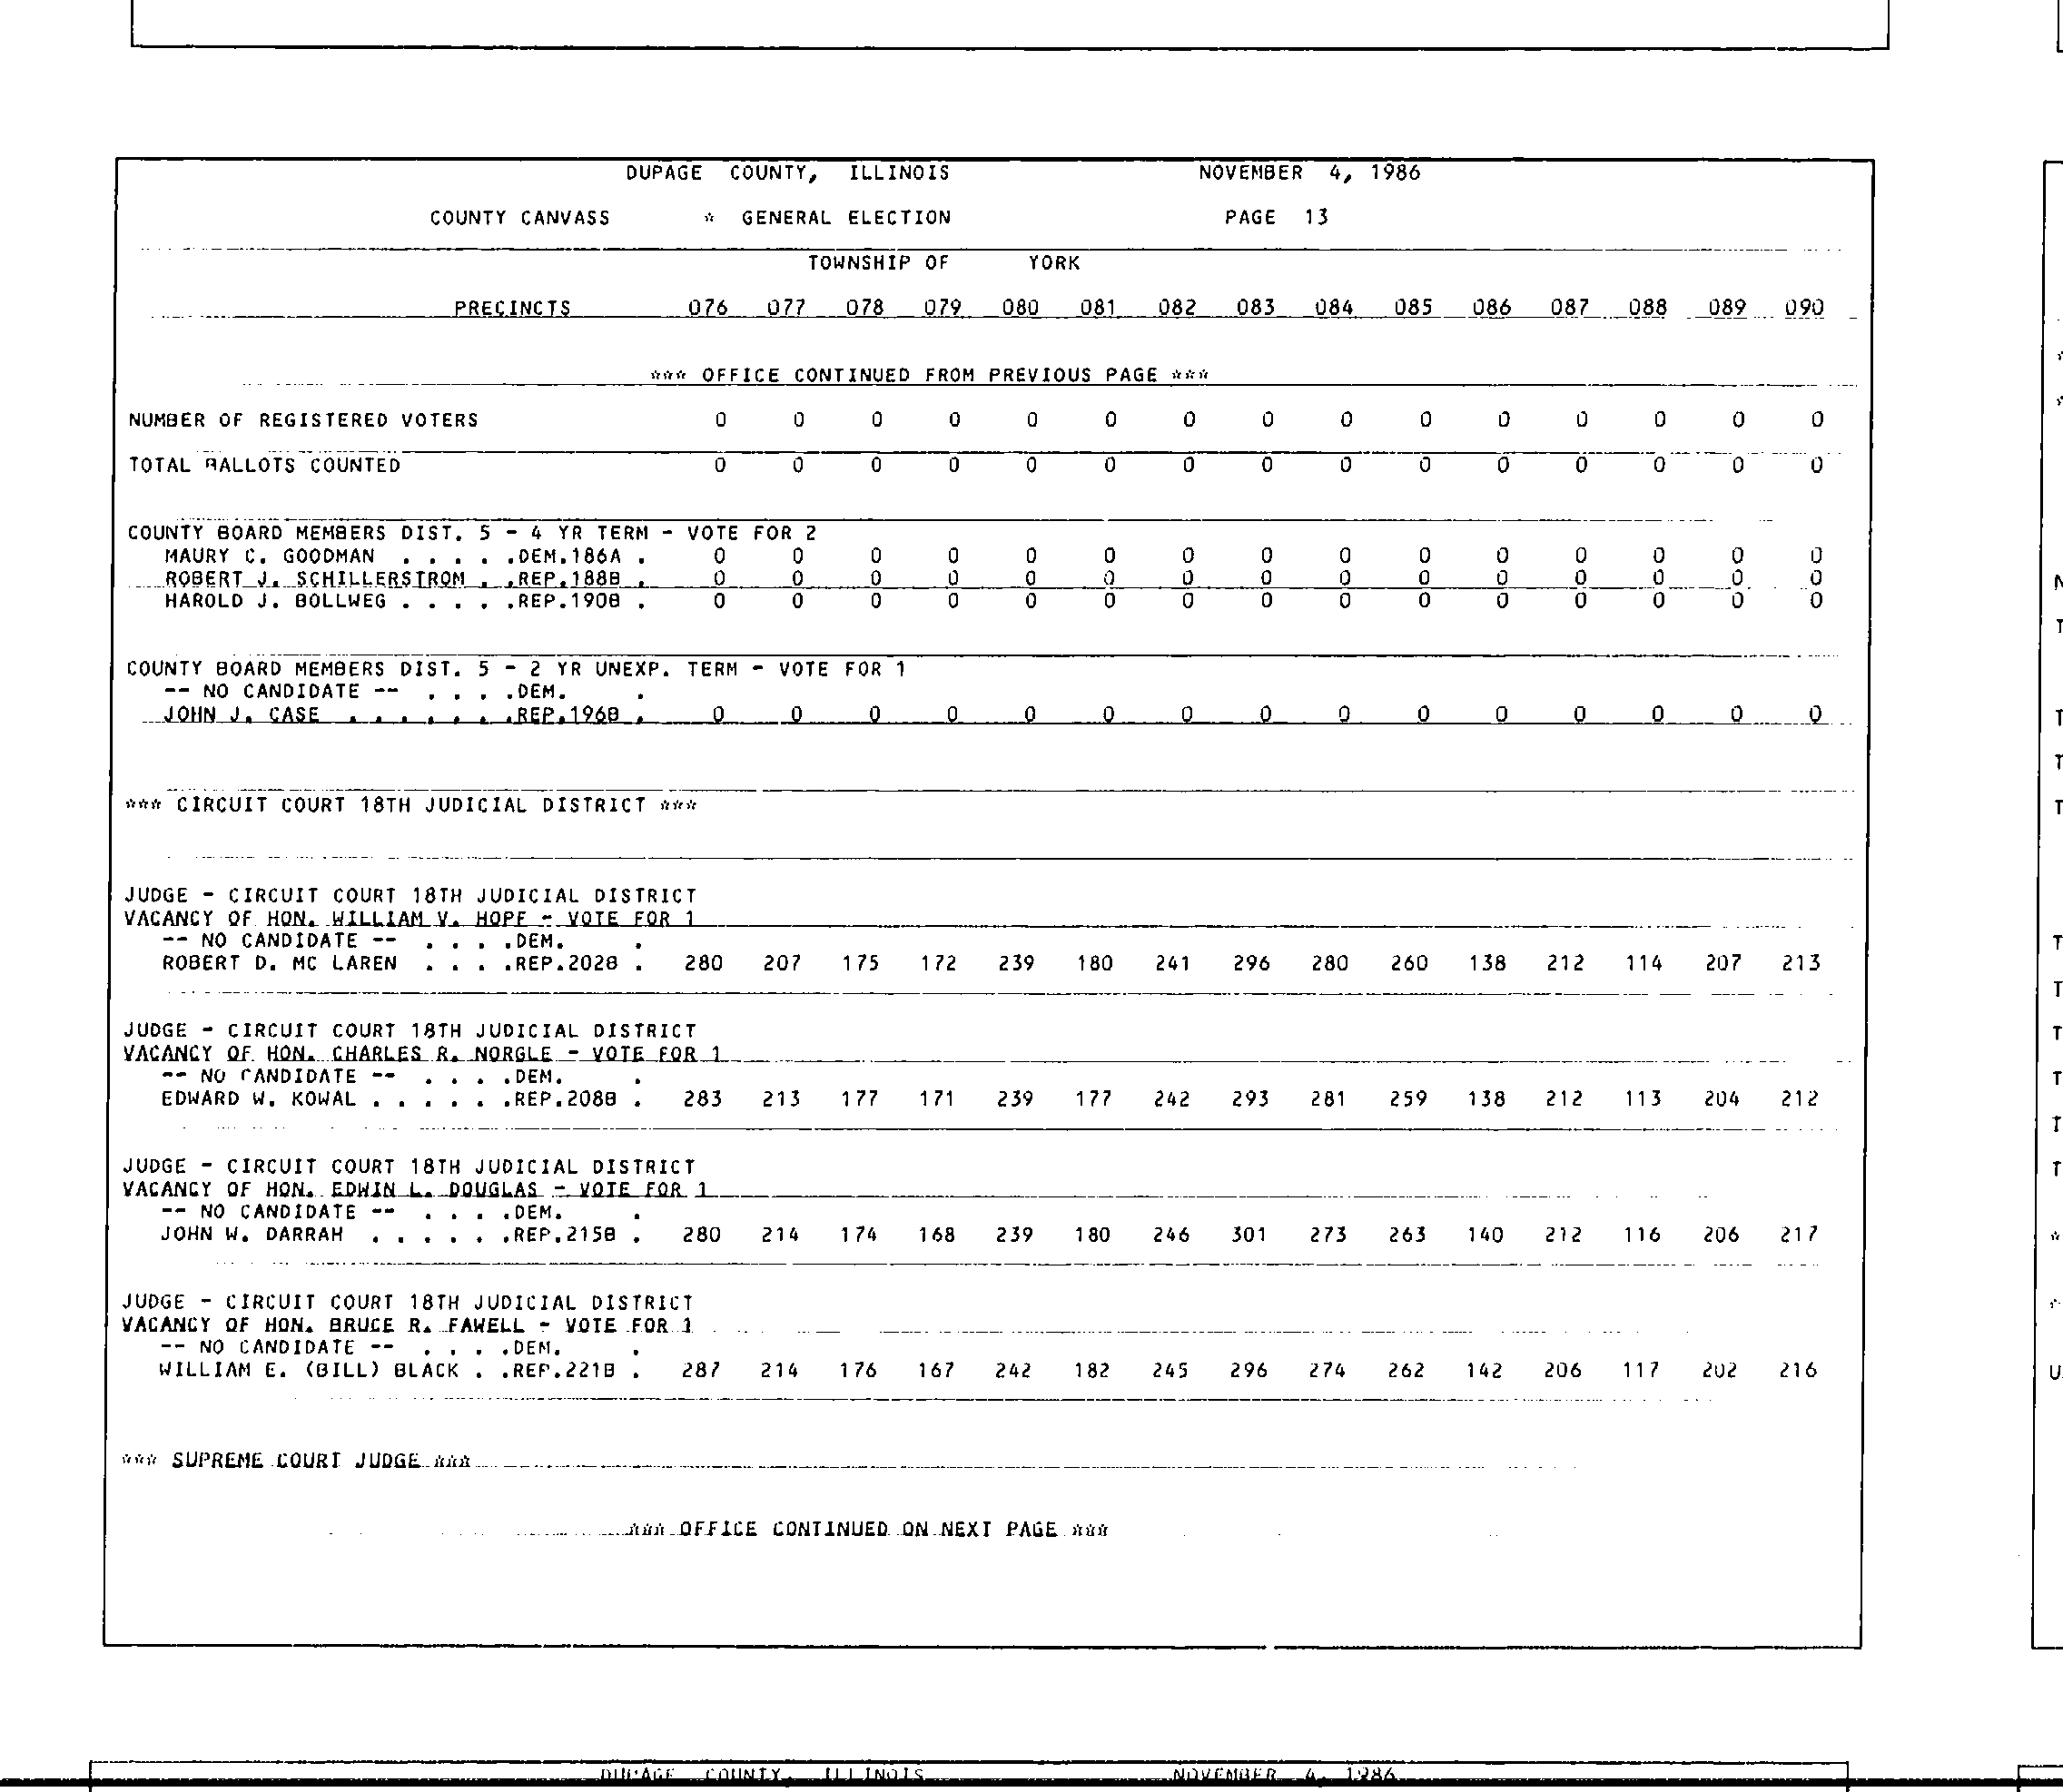 DUPAGE COUNTY, ILLINOIS NOVEMBER 4, 1986
COUNTY CANVASS * GENERAL ELECTION PAGE 13
TOWNSHIP OF YORK
PRECINCTS 076 077 078 079 080 081 082 083 084 085 086 087 088 089 090
*** OFFICE CONTINUED FROM PREVIOUS PAGE ***
NUMBER OF REGISTERED VOTERS 0 0 0 0 0 0 0 0 0 0 0 0 0 0 0
TOTAL BALLOTS COUNTED 0 0 0 0 0 0 0 0 0 0 0 0 0 0 0
COUNTY BOARD MEMBERS DIST. 5 - 4 YR TERM - VOTE FOR 2
MAURY C. GOODMAN . . . . .DEM.186A . 0 0 0 0 0 0 0 0 0 0 0 0 0 0 0
ROBERT J. SCHILLERSTROM . .REP.188B . 0 0 0 0 0 0 0 0 0 0 0 0 0 0 0
HAROLD J. BOLLWEG . . . . .REP.190B . 0 0 0 0 0 0 0 0 0 0 0 0 0 0 0
COUNTY BOARD MEMBERS DIST. 5 - 2 YR UNEXP. TERM - VOTE FOR 1
-- NO CANDIDATE -- . . . .DEM. .
JOHN J. CASE . . . . . . .REP.196B . 0 0 0 0 0 0 0 0 0 0 0 0 0 0 0
*** CIRCUIT COURT 18TH JUDICIAL DISTRICT ***
JUDGE - CIRCUIT COURT 18TH JUDICIAL DISTRICT
VACANCY OF HON. WILLIAM V. HOPF - VOTE FOR 1
-- NO CANDIDATE -- . . . .DEM. .
ROBERT D. MC LAREN . . . .REP.202B . 280 207 175 172 239 180 241 296 280 260 138 212 114 207 213
JUDGE - CIRCUIT COURT 18TH JUDICIAL DISTRICT
VACANCY OF HON. CHARLES R. NORGLE - VOTE FOR 1
-- NO CANDIDATE -- . . . .DEM. .
EDWARD W. KOWAL . . . . . .REP.208B . 283 213 177 171 239 177 242 293 281 259 138 212 113 204 212
JUDGE - CIRCUIT COURT 18TH JUDICIAL DISTRICT
VACANCY OF HON. EDWIN L. DOUGLAS - VOTE FOR 1
-- NO CANDIDATE -- . . . .DEM. .
JOHN W. DARRAH . . . . . .REP.215B . 280 214 174 168 239 180 246 301 273 263 140 212 116 206 217
JUDGE - CIRCUIT COURT 18TH JUDICIAL DISTRICT
VACANCY OF HON. BRUCE R. FAWELL - VOTE FOR 1
-- NO CANDIDATE -- . . . .DEM. .
WILLIAM E. (BILL) BLACK . .REP.221B . 287 214 176 167 242 182 245 296 274 262 142 206 117 202 216
*** SUPREME COURT JUDGE ***
*** OFFICE CONTINUED ON NEXT PAGE ***
DUPAGE COUNTY, ILLINOIS NOVEMBER 4, 1986